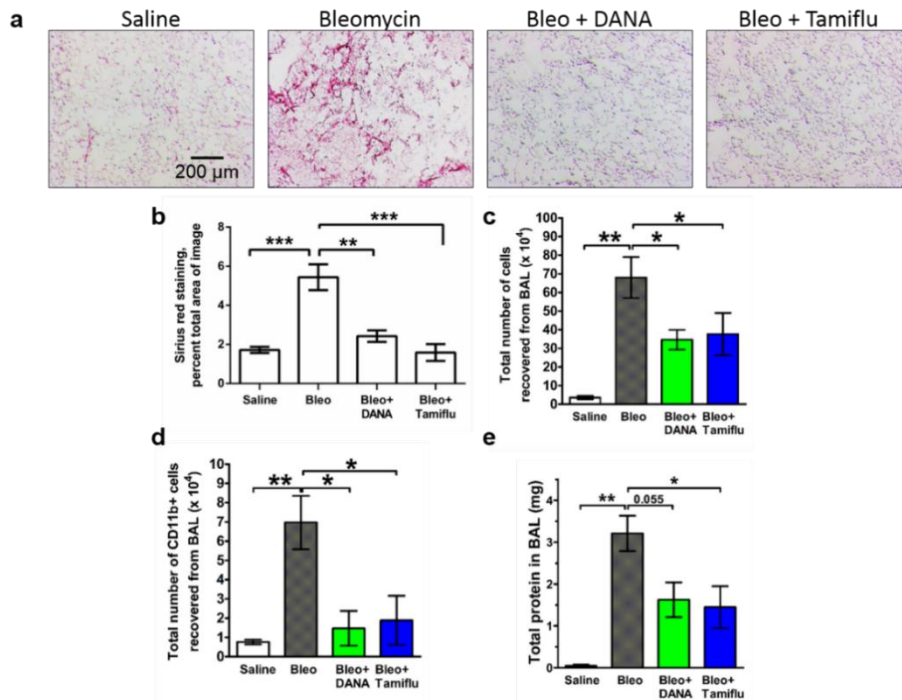 a
Saline Bleomycin Bleo + DANA Bleo + Tamiflu
200 µm
b
Sirius red staining,
percent total area of image
8
6
4
2
0
*** ** ***
Saline Bleo Bleo+ Bleo+
DANA Tamiflu
c
Total number of cells
recovered from BAL (x 10⁴)
100
90
80
70
60
50
40
30
20
10
0
** * *
Saline Bleo Bleo+ Bleo+
DANA Tamiflu
d
Total number of CD11b+ cells
recovered from BAL (x 10⁴)
10
9
8
7
6
5
4
3
2
1
0
** * *
Saline Bleo Bleo+ Bleo+
DANA Tamiflu
e
Total protein in BAL (mg)
4
3
2
1
0
** 0.055 *
Saline Bleo Bleo+ Bleo+
DANA Tamiflu